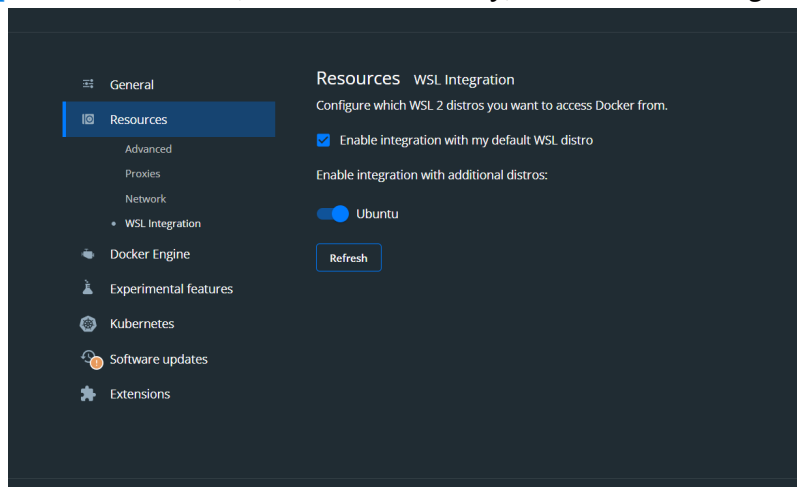 General
Resources
Advanced
Proxies
Network
WSL Integration
Docker Engine
Experimental features
Kubernetes
Software updates
Extensions
Resources WSL Integration
Configure which WSL 2 distros you want to access Docker from.
Enable integration with my default WSL distro
Enable integration with additional distros:
Ubuntu
Refresh